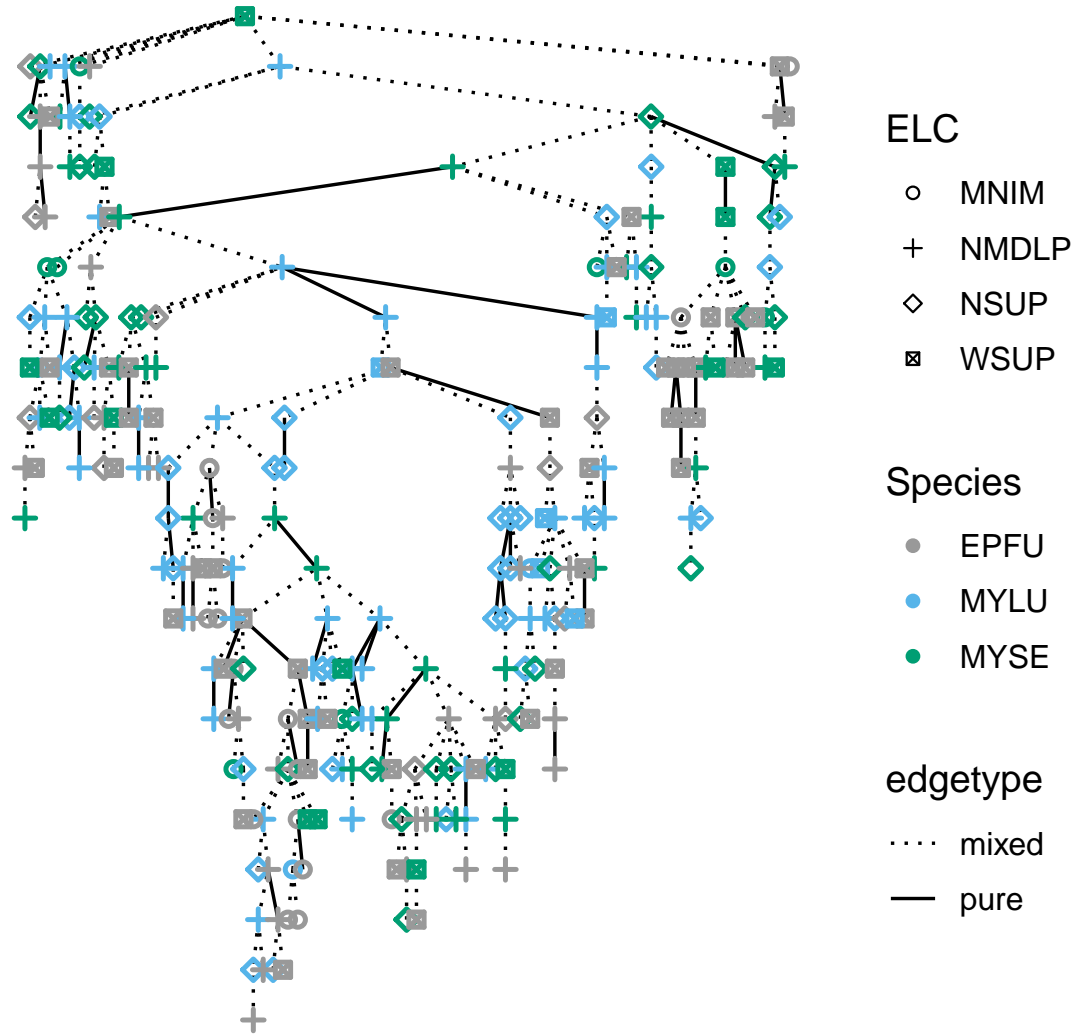 ELC
MNIM
NMDLP
NSUP
WSUP
Species
EPFU
MYLU
MYSE
edgetype
mixed
pure